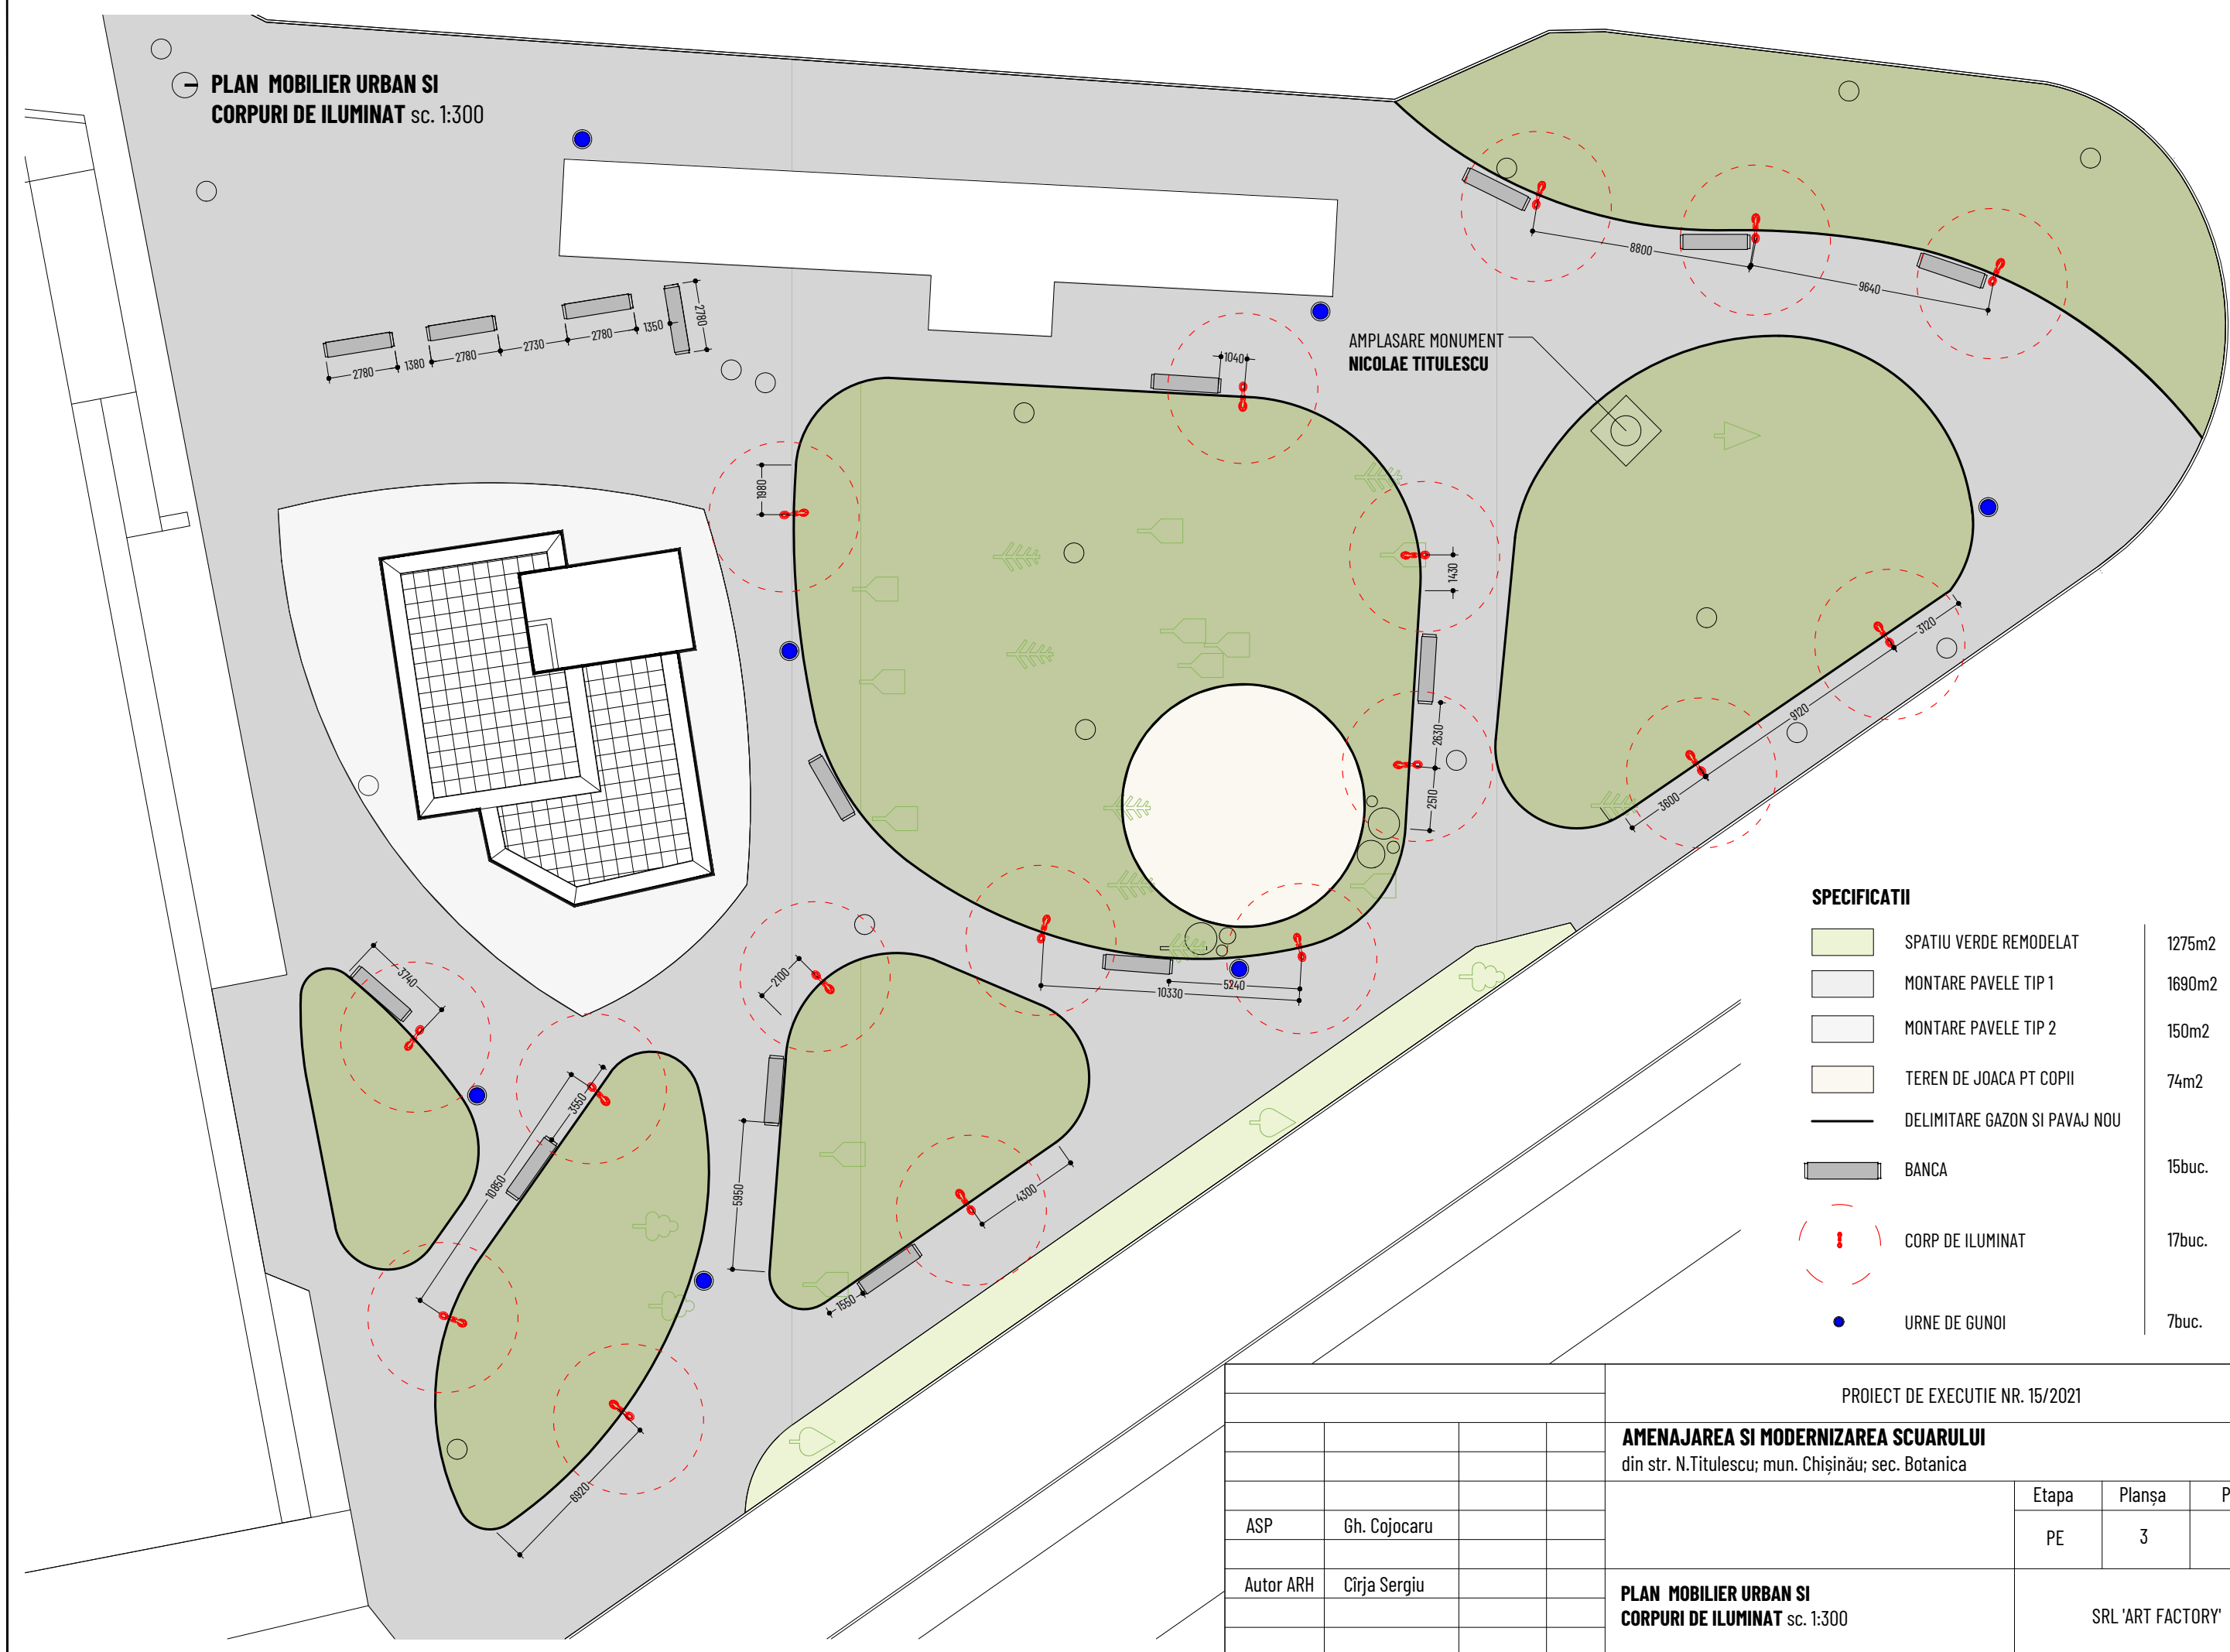 PLAN MOBILIER URBAN SI
CORPURI DE ILUMINAT sc. 1:300
8800
9640
AMPLASARE MONUMENT
NICOLAE TITULESCU
2780
1380
2780
2730
2780
1350
2780
1040
1980
1430
2630
2510
3120
9120
3600
3740
2100
5240
10330
3550
10850
5950
4300
1550
6920
SPECIFICATII
SPATIU VERDE REMODELAT 1275m2
MONTARE PAVELE TIP 1 1690m2
MONTARE PAVELE TIP 2 150m2
TEREN DE JOACA PT COPII 74m2
DELIMITARE GAZON SI PAVAJ NOU
BANCA 15buc.
CORP DE ILUMINAT 17buc.
URNE DE GUNOI 7buc.
PROIECT DE EXECUTIE NR. 15/2021
AMENAJAREA SI MODERNIZAREA SCUARULUI
din str. N.Titulescu; mun. Chișinău; sec. Botanica
Etapa Planșa P
PE 3
ASP Gh. Cojocaru
Autor ARH Cîrja Sergiu
PLAN MOBILIER URBAN SI
CORPURI DE ILUMINAT sc. 1:300
SRL 'ART FACTORY'